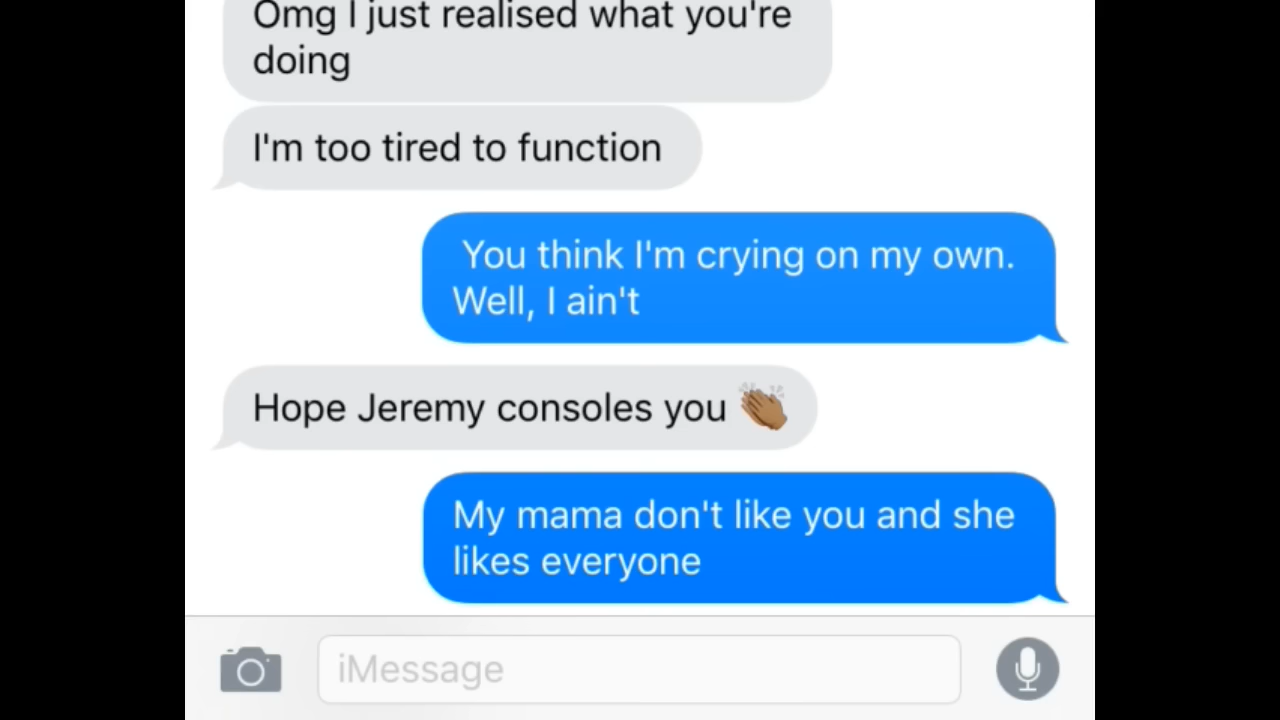 Omg I just realised what you're
doing
I'm too tired to function
You think I'm crying on my own.
Well, I ain't
Hope Jeremy consoles you 👏🏽
My mama don't like you and she
likes everyone
iMessage